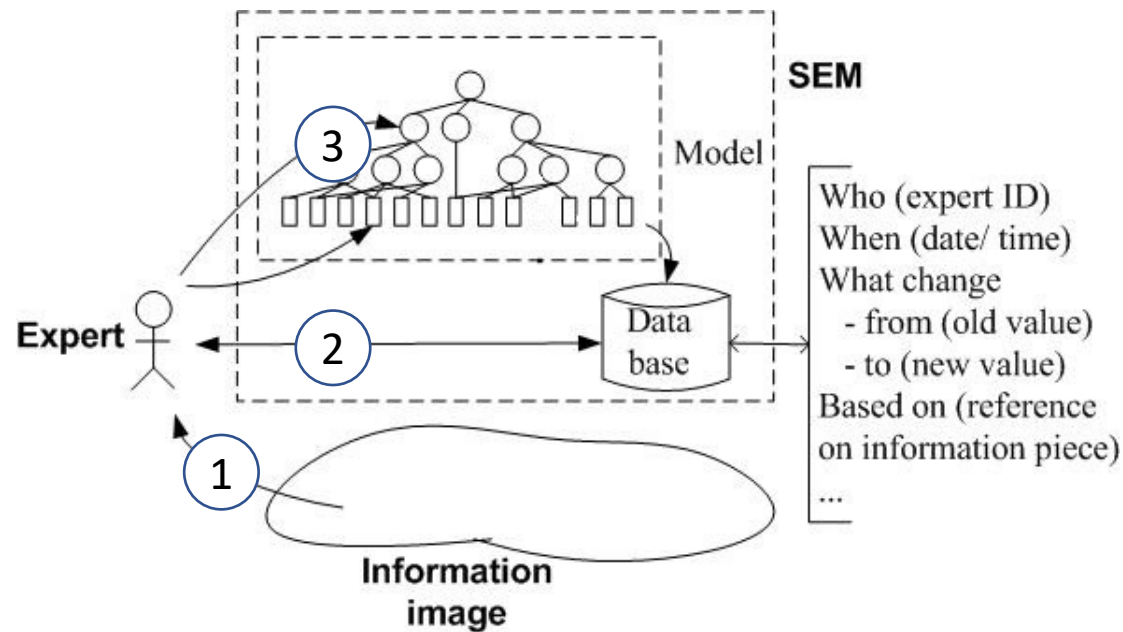 SEM
3
Model
Who (expert ID)
When (date/ time)
What change
- from (old value)
- to (new value)
Based on (reference
on information piece)
...
Expert
2
Data
base
1
Information
image